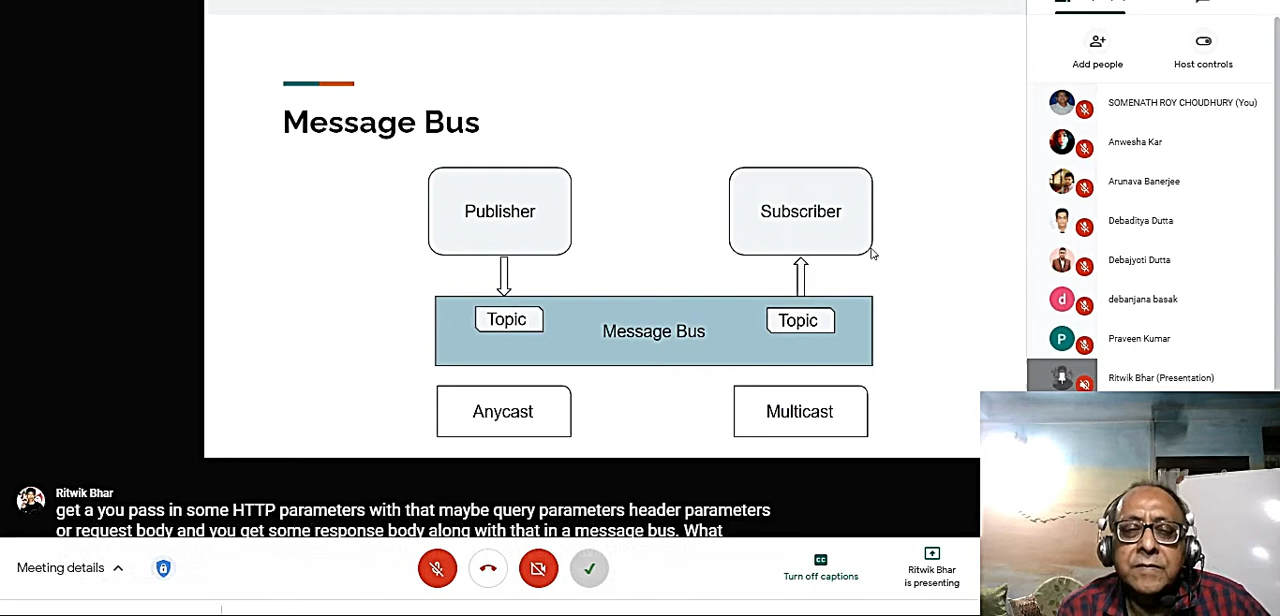 Message Bus
Publisher
Subscriber
Topic
Message Bus
Topic
Anycast
Multicast
Add people
Host controls
SOMENATH ROY CHOUDHURY (You)
Anwesha Kar
Arunava Banerjee
Debaditya Dutta
Debajyoti Dutta
d
debanjana basak
P
Praveen Kumar
Ritwik Bhar (Presentation)
Ritwik Bhar
get a you pass in some HTTP parameters with that maybe query parameters header parameters
or request body and you get some response body along with that in a message bus. What
Meeting details
CC
Turn off captions
Ritwik Bhar
is presenting